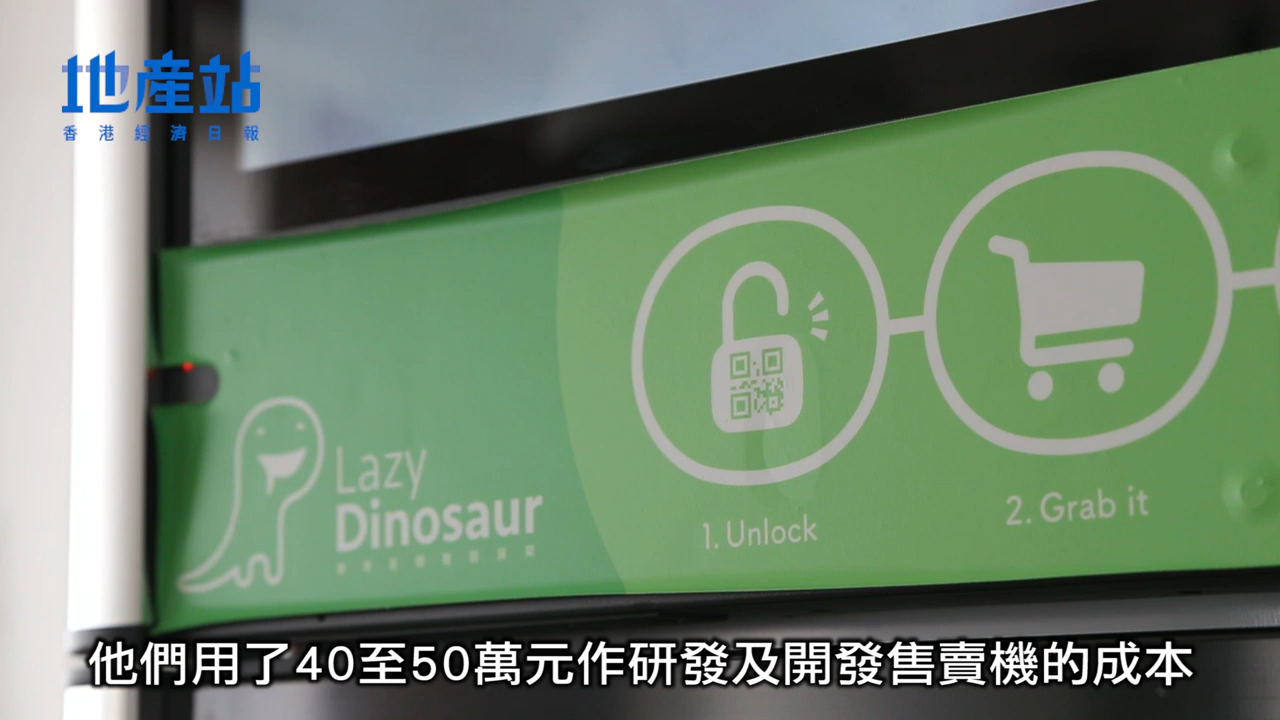 地產站
香港經濟日報
Lazy
Dinosaur
1. Unlock
2. Grab it
他們用了40至50萬元作研發及開發售賣機的成本